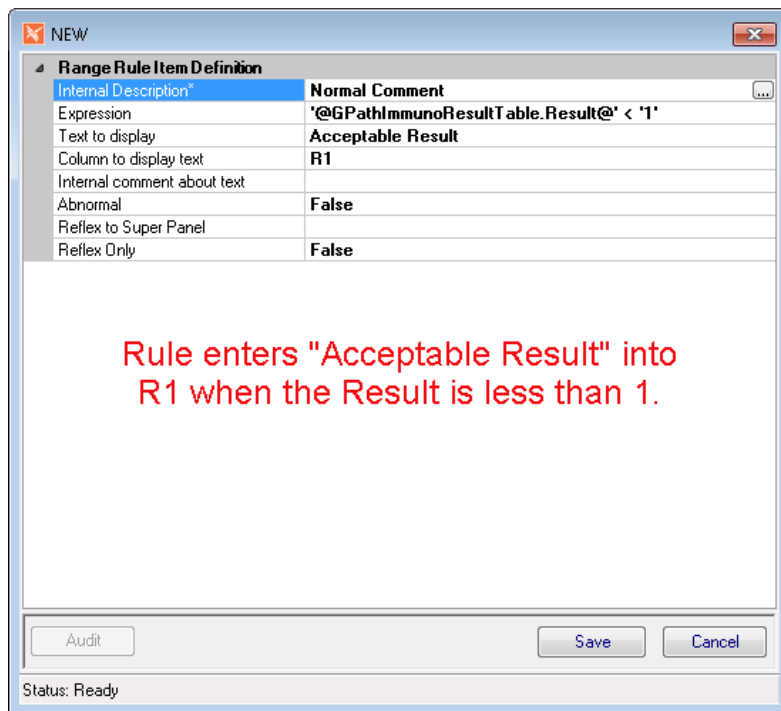 NEW
Range Rule Item Definition
Internal Description* Normal Comment ...
Expression '@GPathImmunoResultTable.Result@' < '1'
Text to display Acceptable Result
Column to display text R1
Internal comment about text
Abnormal False
Reflex to Super Panel
Reflex Only False
Rule enters "Acceptable Result" into
R1 when the Result is less than 1.
Audit Save Cancel
Status: Ready